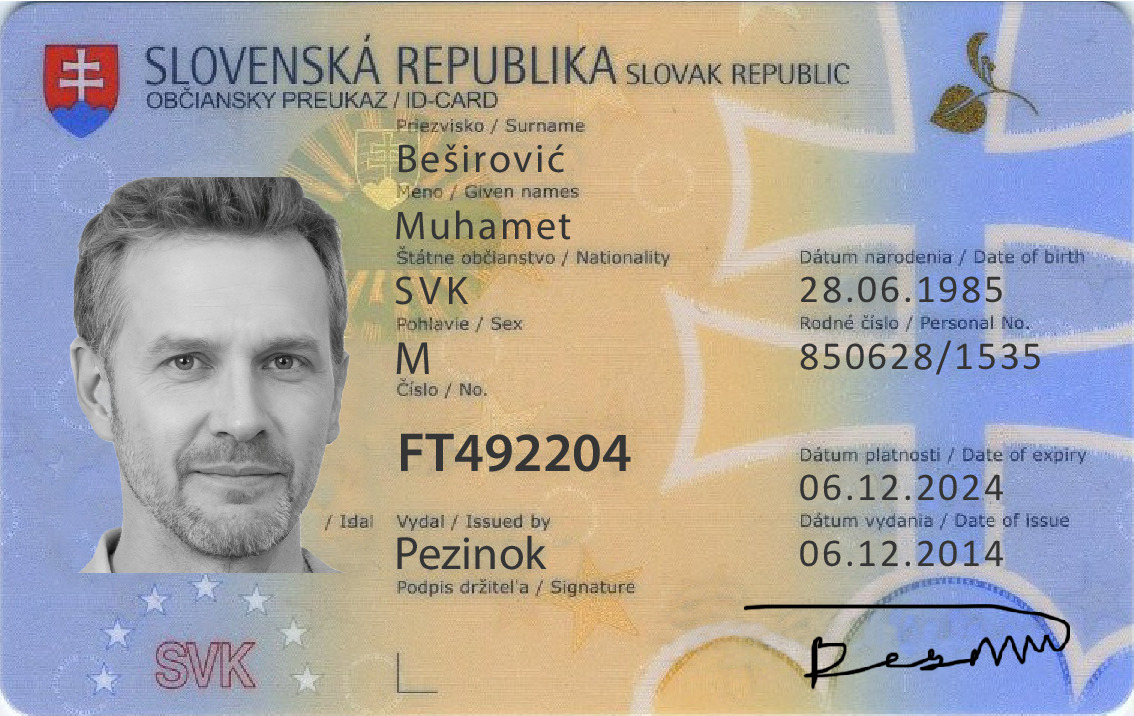 SLOVENSKÁ REPUBLIKA SLOVAK REPUBLIC
OBČIANSKY PREUKAZ / ID-CARD
Priezvisko / Surname
Beširović
Meno / Given names
Muhamet
Štátne občianstvo / Nationality
SVK
Pohlavie / Sex
M
Číslo / No.
FT492204
Dátum narodenia / Date of birth
28.06.1985
Rodné číslo / Personal No.
850628/1535
Dátum platnosti / Date of expiry
06.12.2024
Dátum vydania / Date of issue
06.12.2014
/ Islal Vydal / Issued by
Pezinok
Podpis držiteľa / Signature
SVK